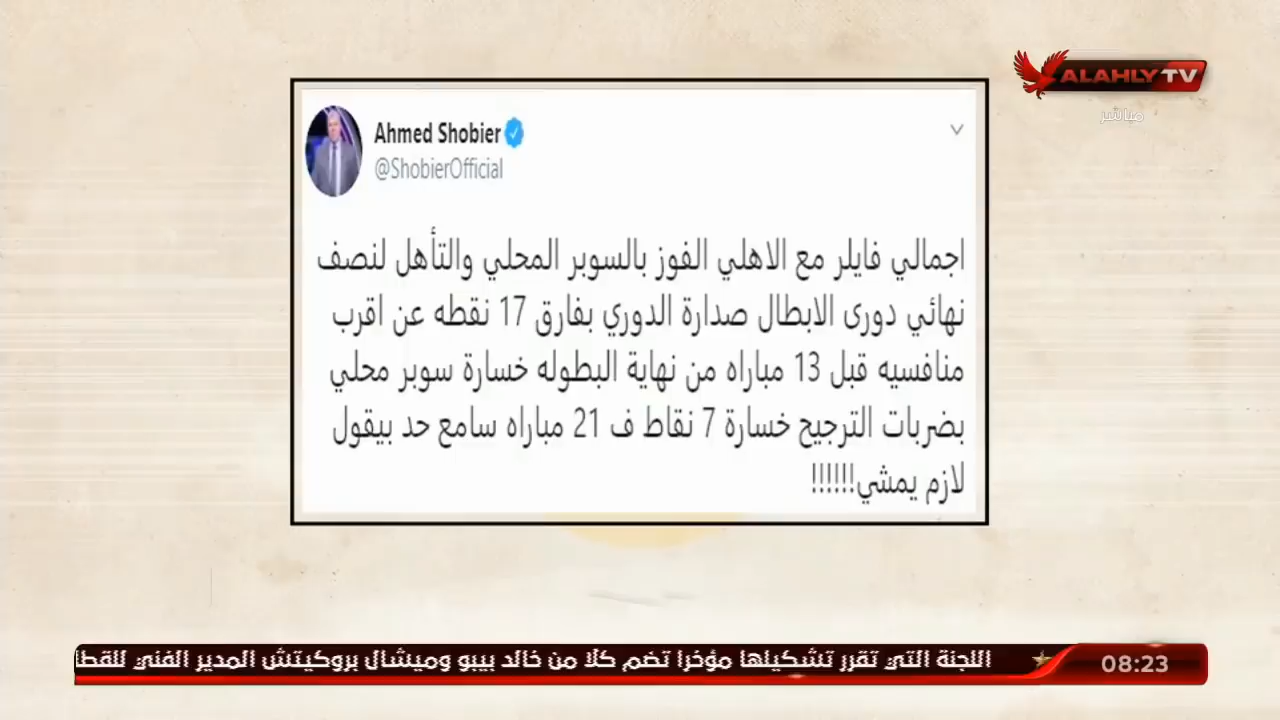 ALAHLY TV
مباشر
Ahmed Shobier
@ShobierOfficial
اجمالي فايلر مع الاهلي الفوز بالسوبر المحلي والتأهل لنصف
نهائي دورى الابطال صدارة الدوري بفارق 17 نقطه عن اقرب
منافسيه قبل 13 مباراه من نهاية البطوله خسارة سوبر محلي
بضربات الترجيح خسارة 7 نقاط ف 21 مباراه سامع حد بيقول
لازم يمشي!!!!!!
08:23
اللجنة التي تقرر تشكيلها مؤخرا تضم كلا من خالد بيبو وميشال بروكيتش المدير الفني للقطا